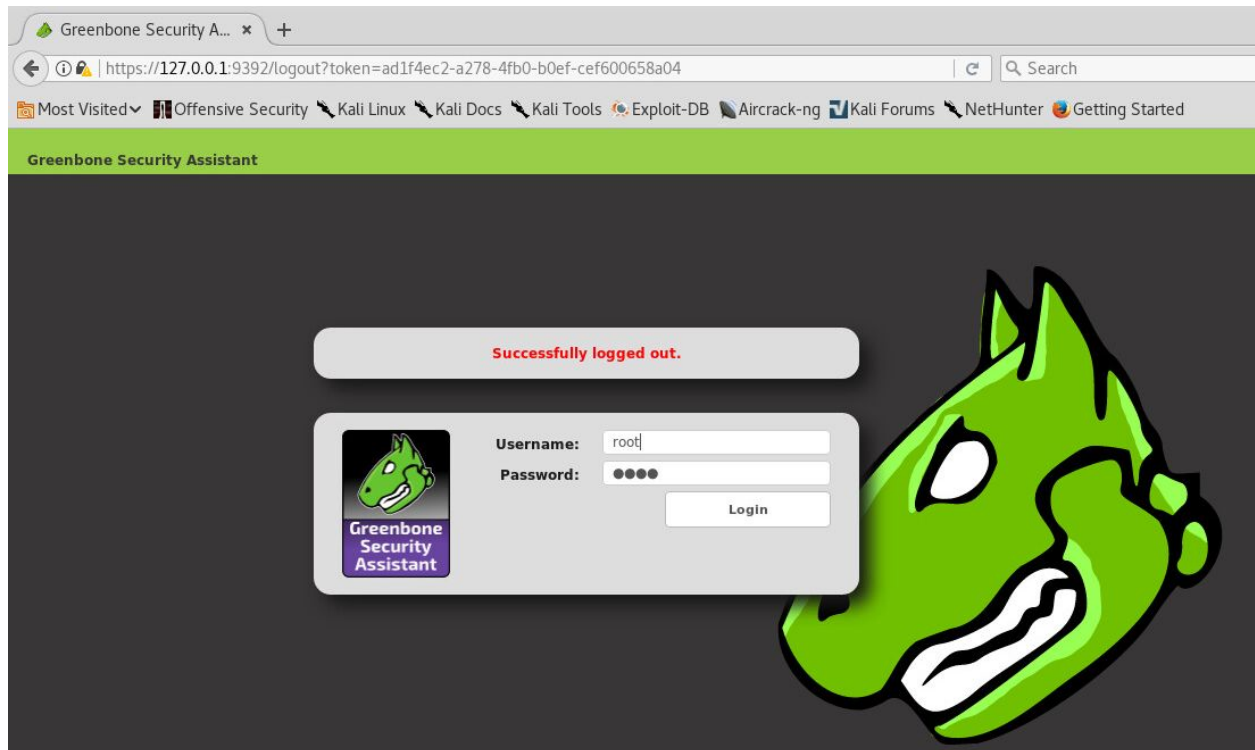 Greenbone Security A... × +
https://127.0.0.1:9392/logout?token=ad1f4ec2-a278-4fb0-b0ef-cef600658a04 Search
Most Visited Offensive Security Kali Linux Kali Docs Kali Tools Exploit-DB Aircrack-ng Kali Forums NetHunter Getting Started
Greenbone Security Assistant
Successfully logged out.
Username: root
Password: ●●●●
Login
Greenbone
Security
Assistant